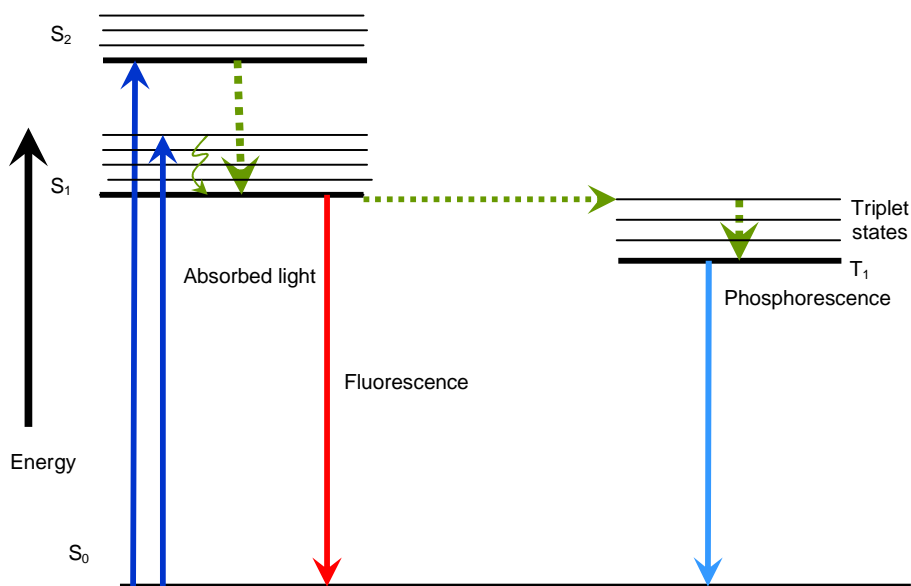 S₂
S₁
Triplet
states
T₁
Absorbed light
Phosphorescence
Fluorescence
Energy
S₀